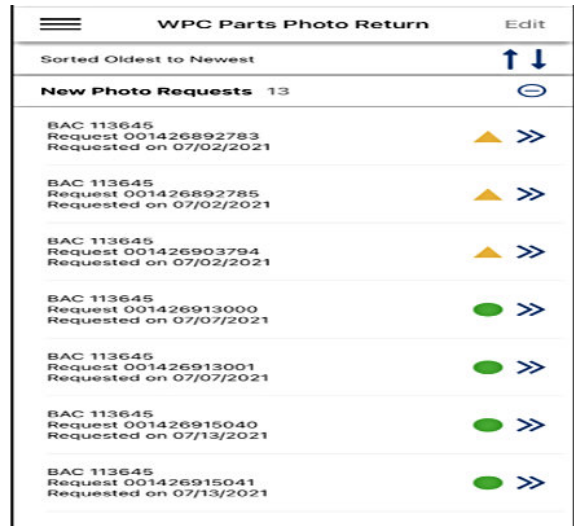 WPC Parts Photo Return Edit
Sorted Oldest to Newest
New Photo Requests 13
BAC 113645
Request 001426892783
Requested on 07/02/2021
BAC 113645
Request 001426892785
Requested on 07/02/2021
BAC 113645
Request 001426903794
Requested on 07/02/2021
BAC 113645
Request 001426913000
Requested on 07/07/2021
BAC 113645
Request 001426913001
Requested on 07/07/2021
BAC 113645
Request 001426915040
Requested on 07/13/2021
BAC 113645
Request 001426915041
Requested on 07/13/2021